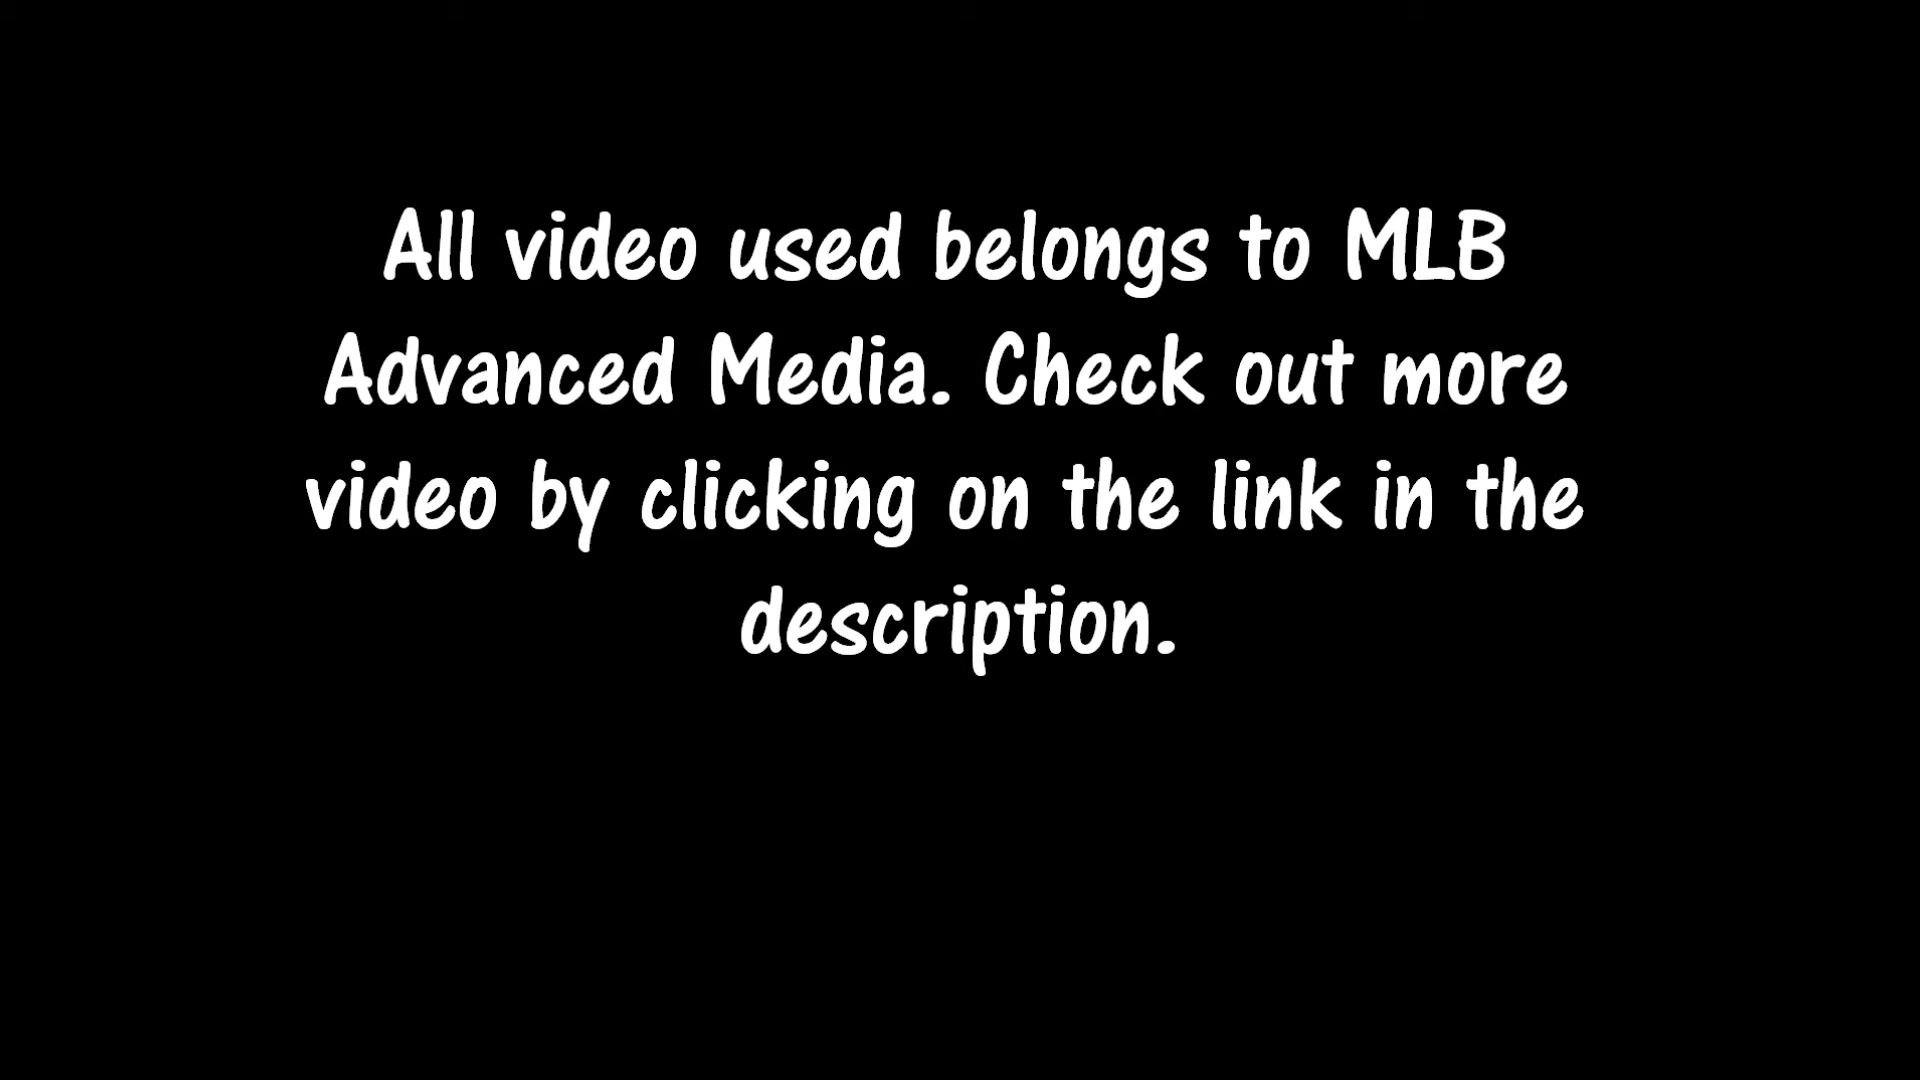 All video used belongs to MLB
Advanced Media. Check out more
video by clicking on the link in the
description.